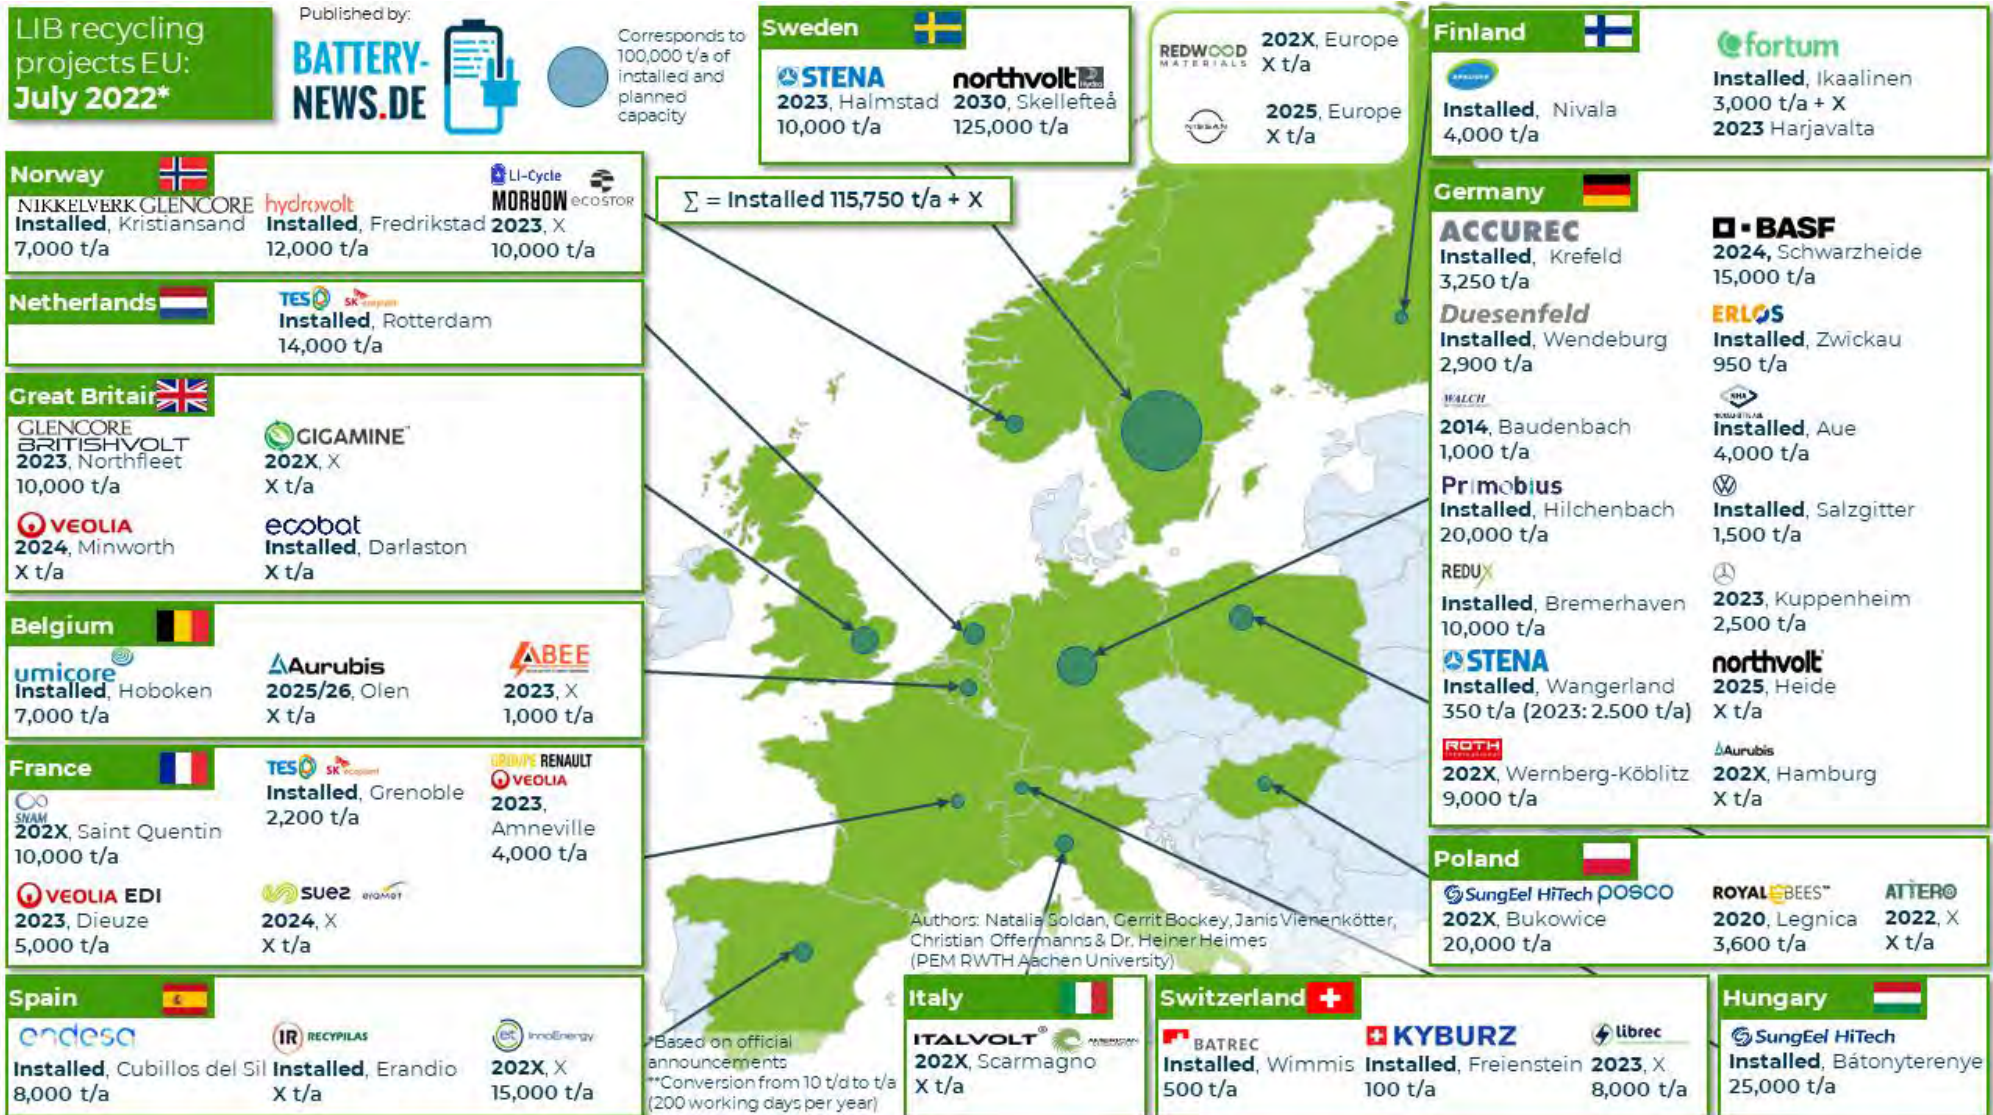 LIB recycling
projects EU:
July 2022*
Published by:
BATTERY-
NEWS.DE
Corresponds to
100,000 t/a of
installed and
planned
capacity
Sweden
STENA
2023, Halmstad
10,000 t/a
northvolt Hydro
2030, Skellefteå
125,000 t/a
REDWOOD
MATERIALS
202X, Europe
X t/a
NISSAN
2025, Europe
X t/a
Finland
Installed, Nivala
4,000 t/a
fortum
Installed, Ikaalinen
3,000 t/a + X
2023 Harjavalta
Norway
NIKKELVERK GLENCORE
Installed, Kristiansand
7,000 t/a
hydrovolt
Installed, Fredrikstad
12,000 t/a
LI-Cycle
MORROW ECOSTOR
2023, X
10,000 t/a
∑ = Installed 115,750 t/a + X
Netherlands
TES SK ecoplant
Installed, Rotterdam
14,000 t/a
Great Britain
GLENCORE
BRITISHVOLT
2023, Northfleet
10,000 t/a
GIGAMINE™
202X, X
X t/a
VEOLIA
2024, Minworth
X t/a
ecobat
Installed, Darlaston
X t/a
Belgium
umicore
Installed, Hoboken
7,000 t/a
Aurubis
2025/26, Olen
X t/a
ABEE
2023, X
1,000 t/a
France
SNAM
202X, Saint Quentin
10,000 t/a
TES SK ecoplant
Installed, Grenoble
2,200 t/a
GROUPE RENAULT
VEOLIA
2023,
Amneville
4,000 t/a
VEOLIA EDI
2023, Dieuze
5,000 t/a
suez
2024, X
X t/a
Spain
endesa
Installed, Cubillos del Sil
8,000 t/a
IR RECYPILAS
Installed, Erandio
X t/a
eit InnoEnergy
202X, X
15,000 t/a
Germany
ACCUREC
Installed, Krefeld
3,250 t/a
BASF
2024, Schwarzheide
15,000 t/a
Duesenfeld
Installed, Wendeburg
2,900 t/a
ERLOS
Installed, Zwickau
950 t/a
WALCH
2014, Baudenbach
1,000 t/a
Installed, Aue
4,000 t/a
Primobius
Installed, Hilchenbach
20,000 t/a
Installed, Salzgitter
1,500 t/a
REDUX
Installed, Bremerhaven
10,000 t/a
2023, Kuppenheim
2,500 t/a
STENA
Installed, Wangerland
350 t/a (2023: 2.500 t/a)
northvolt
2025, Heide
X t/a
ROTH
202X, Wernberg-Köblitz
9,000 t/a
Aurubis
202X, Hamburg
X t/a
Poland
SungEel HiTech posco
202X, Bukowice
20,000 t/a
ROYAL BEES™
2020, Legnica
3,600 t/a
ATTERO
2022, X
X t/a
Authors: Natalia Soldan, Gerrit Bockey, Janis Vienenkötter,
Christian Offermanns & Dr. Heiner Heimes
(PEM RWTH Aachen University)
*Based on official
announcements
**Conversion from 10 t/d to t/a
(200 working days per year)
Italy
ITALVOLT®
202X, Scarmagno
X t/a
Switzerland
BATREC
Installed, Wimmis
500 t/a
KYBURZ
Installed, Freienstein
100 t/a
librec
2023, X
8,000 t/a
Hungary
SungEel HiTech
Installed, Bátonyterenye
25,000 t/a